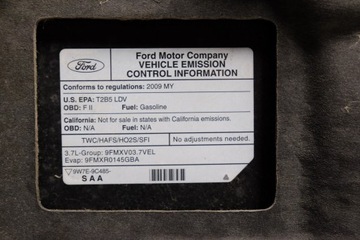 Ford
Ford Motor Company
VEHICLE EMISSION
CONTROL INFORMATION
Conforms to regulations: 2009 MY
U.S. EPA: T2B5 LDV
OBD: F II Fuel: Gasoline
California: Not for sale in states with California emissions.
OBD: N/A Fuel: N/A
TWC/HAFS/HO2S/SFI No adjustments needed.
3.7L-Group: 9FMXV03.7VEL
Evap: 9FMXR0145GBA
9W7E-9C485-
SAA